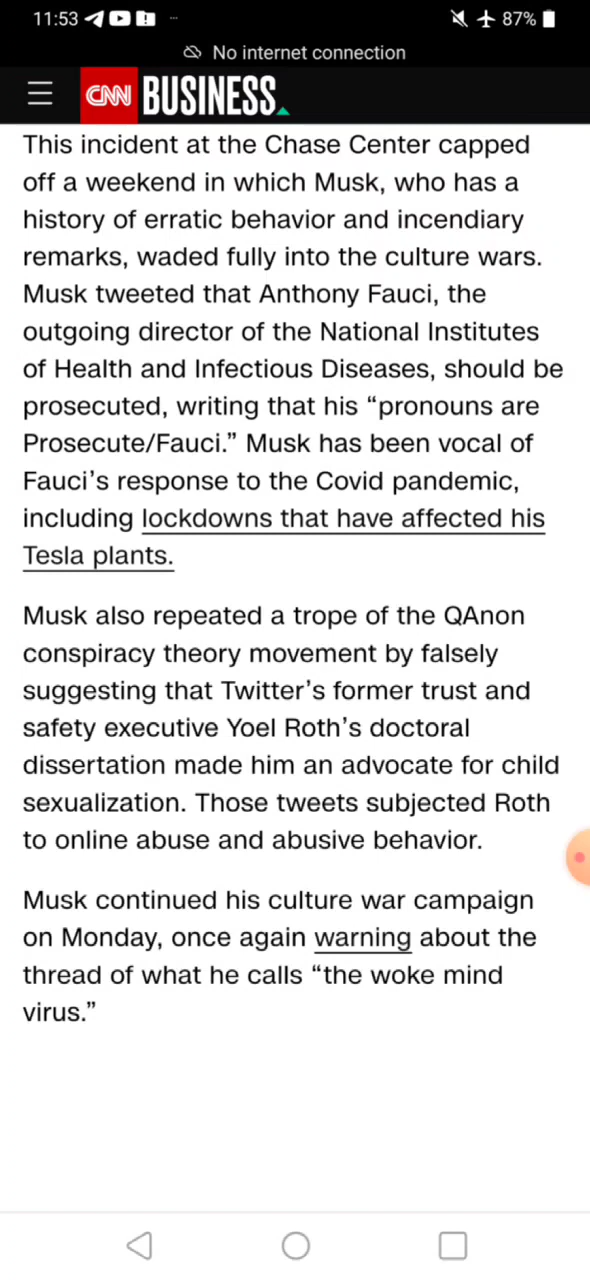 11:53 87%
No internet connection
CNN BUSINESS
This incident at the Chase Center capped
off a weekend in which Musk, who has a
history of erratic behavior and incendiary
remarks, waded fully into the culture wars.
Musk tweeted that Anthony Fauci, the
outgoing director of the National Institutes
of Health and Infectious Diseases, should be
prosecuted, writing that his “pronouns are
Prosecute/Fauci.” Musk has been vocal of
Fauci’s response to the Covid pandemic,
including lockdowns that have affected his
Tesla plants.
Musk also repeated a trope of the QAnon
conspiracy theory movement by falsely
suggesting that Twitter’s former trust and
safety executive Yoel Roth’s doctoral
dissertation made him an advocate for child
sexualization. Those tweets subjected Roth
to online abuse and abusive behavior.
Musk continued his culture war campaign
on Monday, once again warning about the
thread of what he calls “the woke mind
virus.”